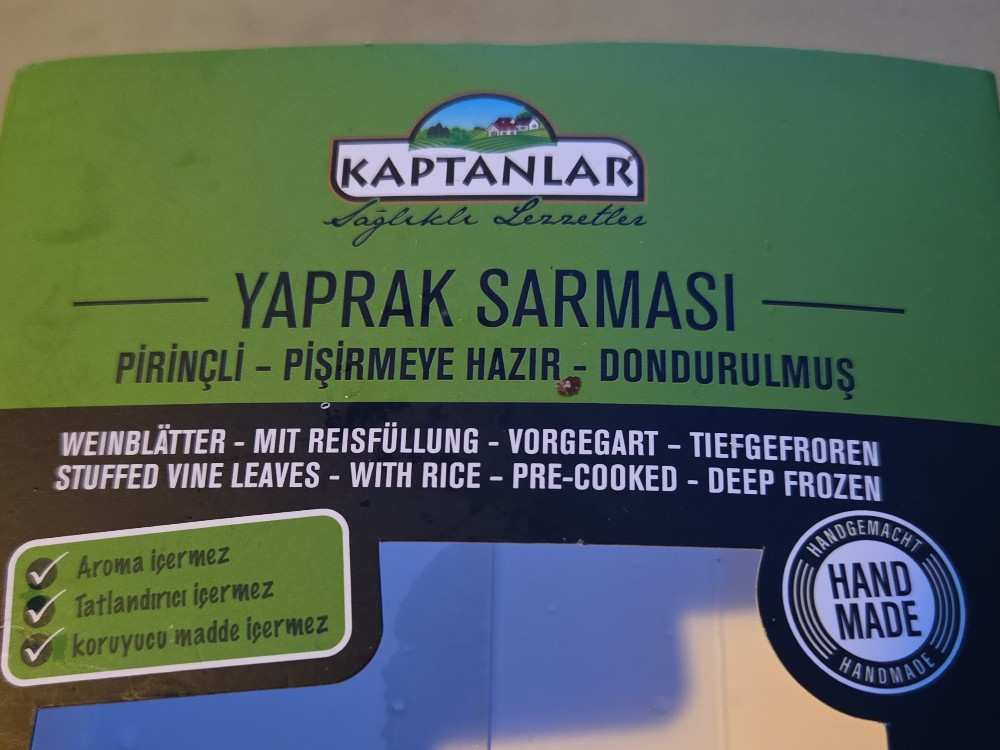 KAPTANLAR
Sağlıklı Lezzetler
YAPRAK SARMASI
PİRİNÇLİ - PİŞİRMEYE HAZIR - DONDURULMUŞ
WEINBLÄTTER - MIT REISFÜLLUNG - VORGEGART - TIEFGEFROREN
STUFFED VINE LEAVES - WITH RICE - PRE-COOKED - DEEP FROZEN
Aroma içermez
Tatlandırıcı içermez
koruyucu madde içermez
HANDGEMACHT
HAND
MADE
HANDMADE